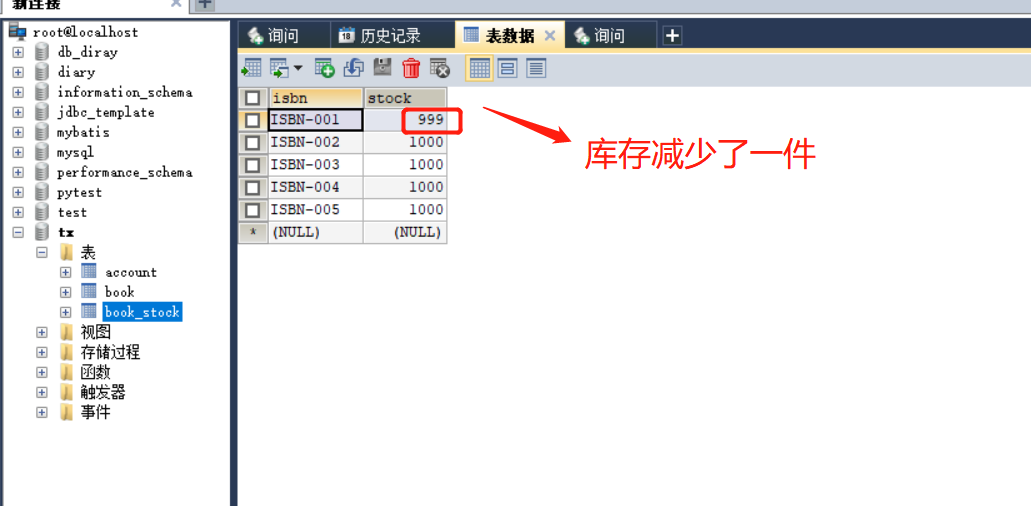 新连接
root@localhost
db_diray
diary
information_schema
jdbc_template
mybatis
mysql
performance_schema
pytest
test
tx
表
account
book
book_stock
视图
存储过程
函数
触发器
事件
询问 18 历史记录 表数据 询问
isbn stock
ISBN-001 999
ISBN-002 1000
ISBN-003 1000
ISBN-004 1000
ISBN-005 1000
* (NULL) (NULL)
库存减少了一件